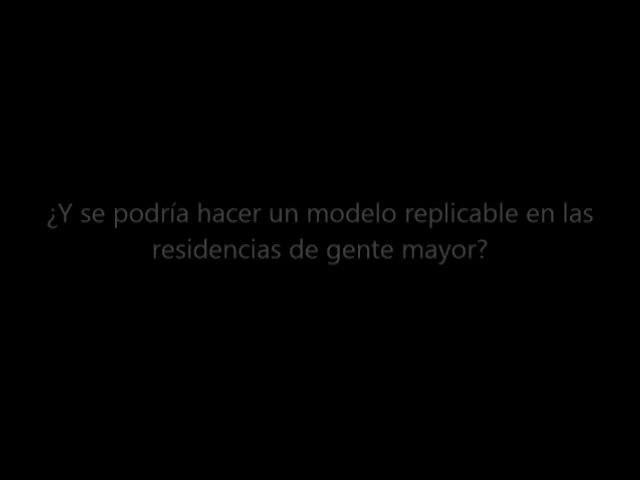 ¿Y se podría hacer un modelo replicable en las
residencias de gente mayor?